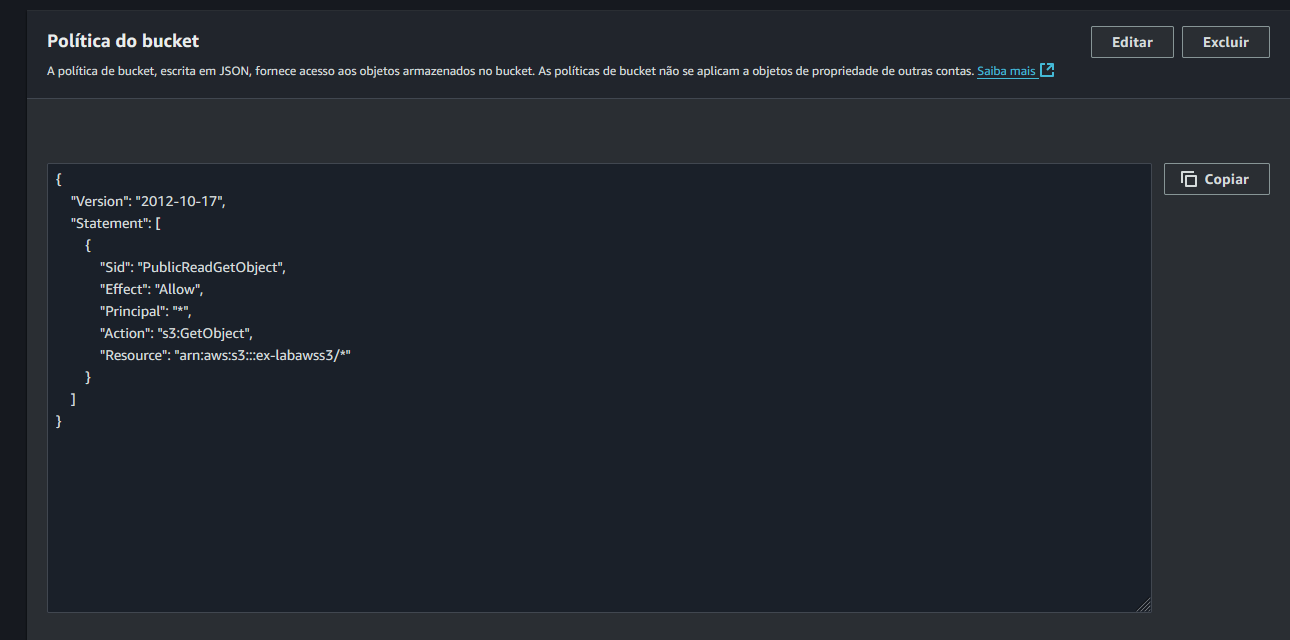 Política do bucket
Editar
Excluir
A política de bucket, escrita em JSON, fornece acesso aos objetos armazenados no bucket. As políticas de bucket não se aplicam a objetos de propriedade de outras contas. Saiba mais
Copiar
{
"Version": "2012-10-17",
"Statement": [
{
"Sid": "PublicReadGetObject",
"Effect": "Allow",
"Principal": "*",
"Action": "s3:GetObject",
"Resource": "arn:aws:s3:::ex-labawss3/*"
}
]
}